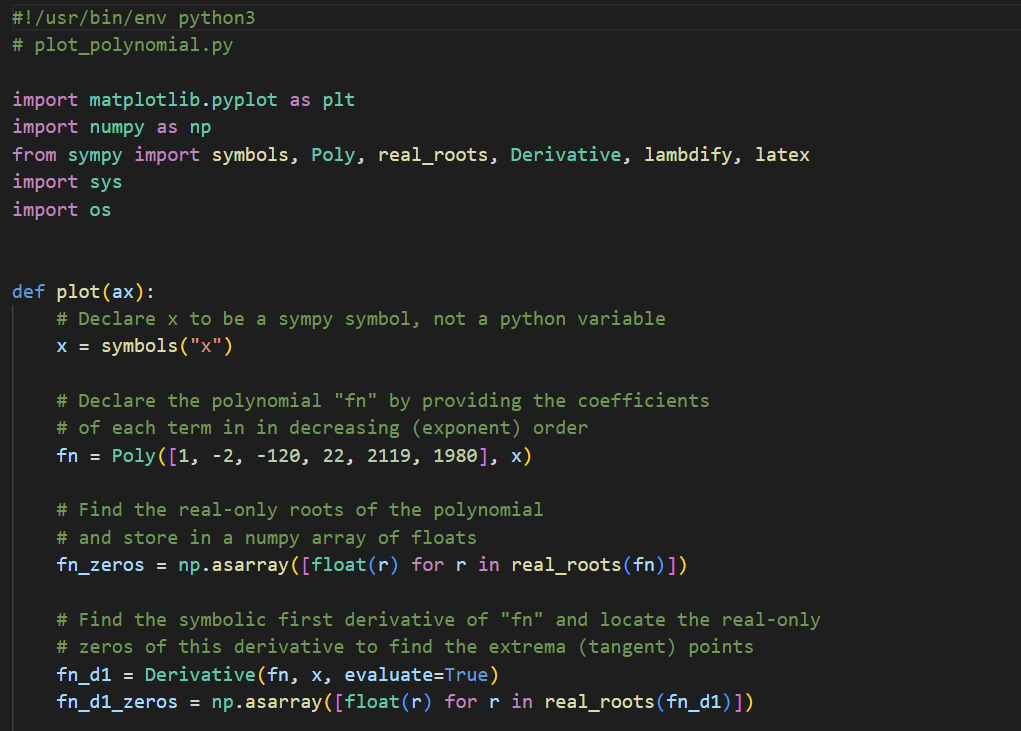 #!/usr/bin/env python3
# plot_polynomial.py
import matplotlib.pyplot as plt
import numpy as np
from sympy import symbols, Poly, real_roots, Derivative, lambdify, latex
import sys
import os
def plot(ax):
    # Declare x to be a sympy symbol, not a python variable
    x = symbols("x")
    # Declare the polynomial "fn" by providing the coefficients
    # of each term in in decreasing (exponent) order
    fn = Poly([1, -2, -120, 22, 2119, 1980], x)
    # Find the real-only roots of the polynomial
    # and store in a numpy array of floats
    fn_zeros = np.asarray([float(r) for r in real_roots(fn)])
    # Find the symbolic first derivative of "fn" and locate the real-only
    # zeros of this derivative to find the extrema (tangent) points
    fn_d1 = Derivative(fn, x, evaluate=True)
    fn_d1_zeros = np.asarray([float(r) for r in real_roots(fn_d1)])